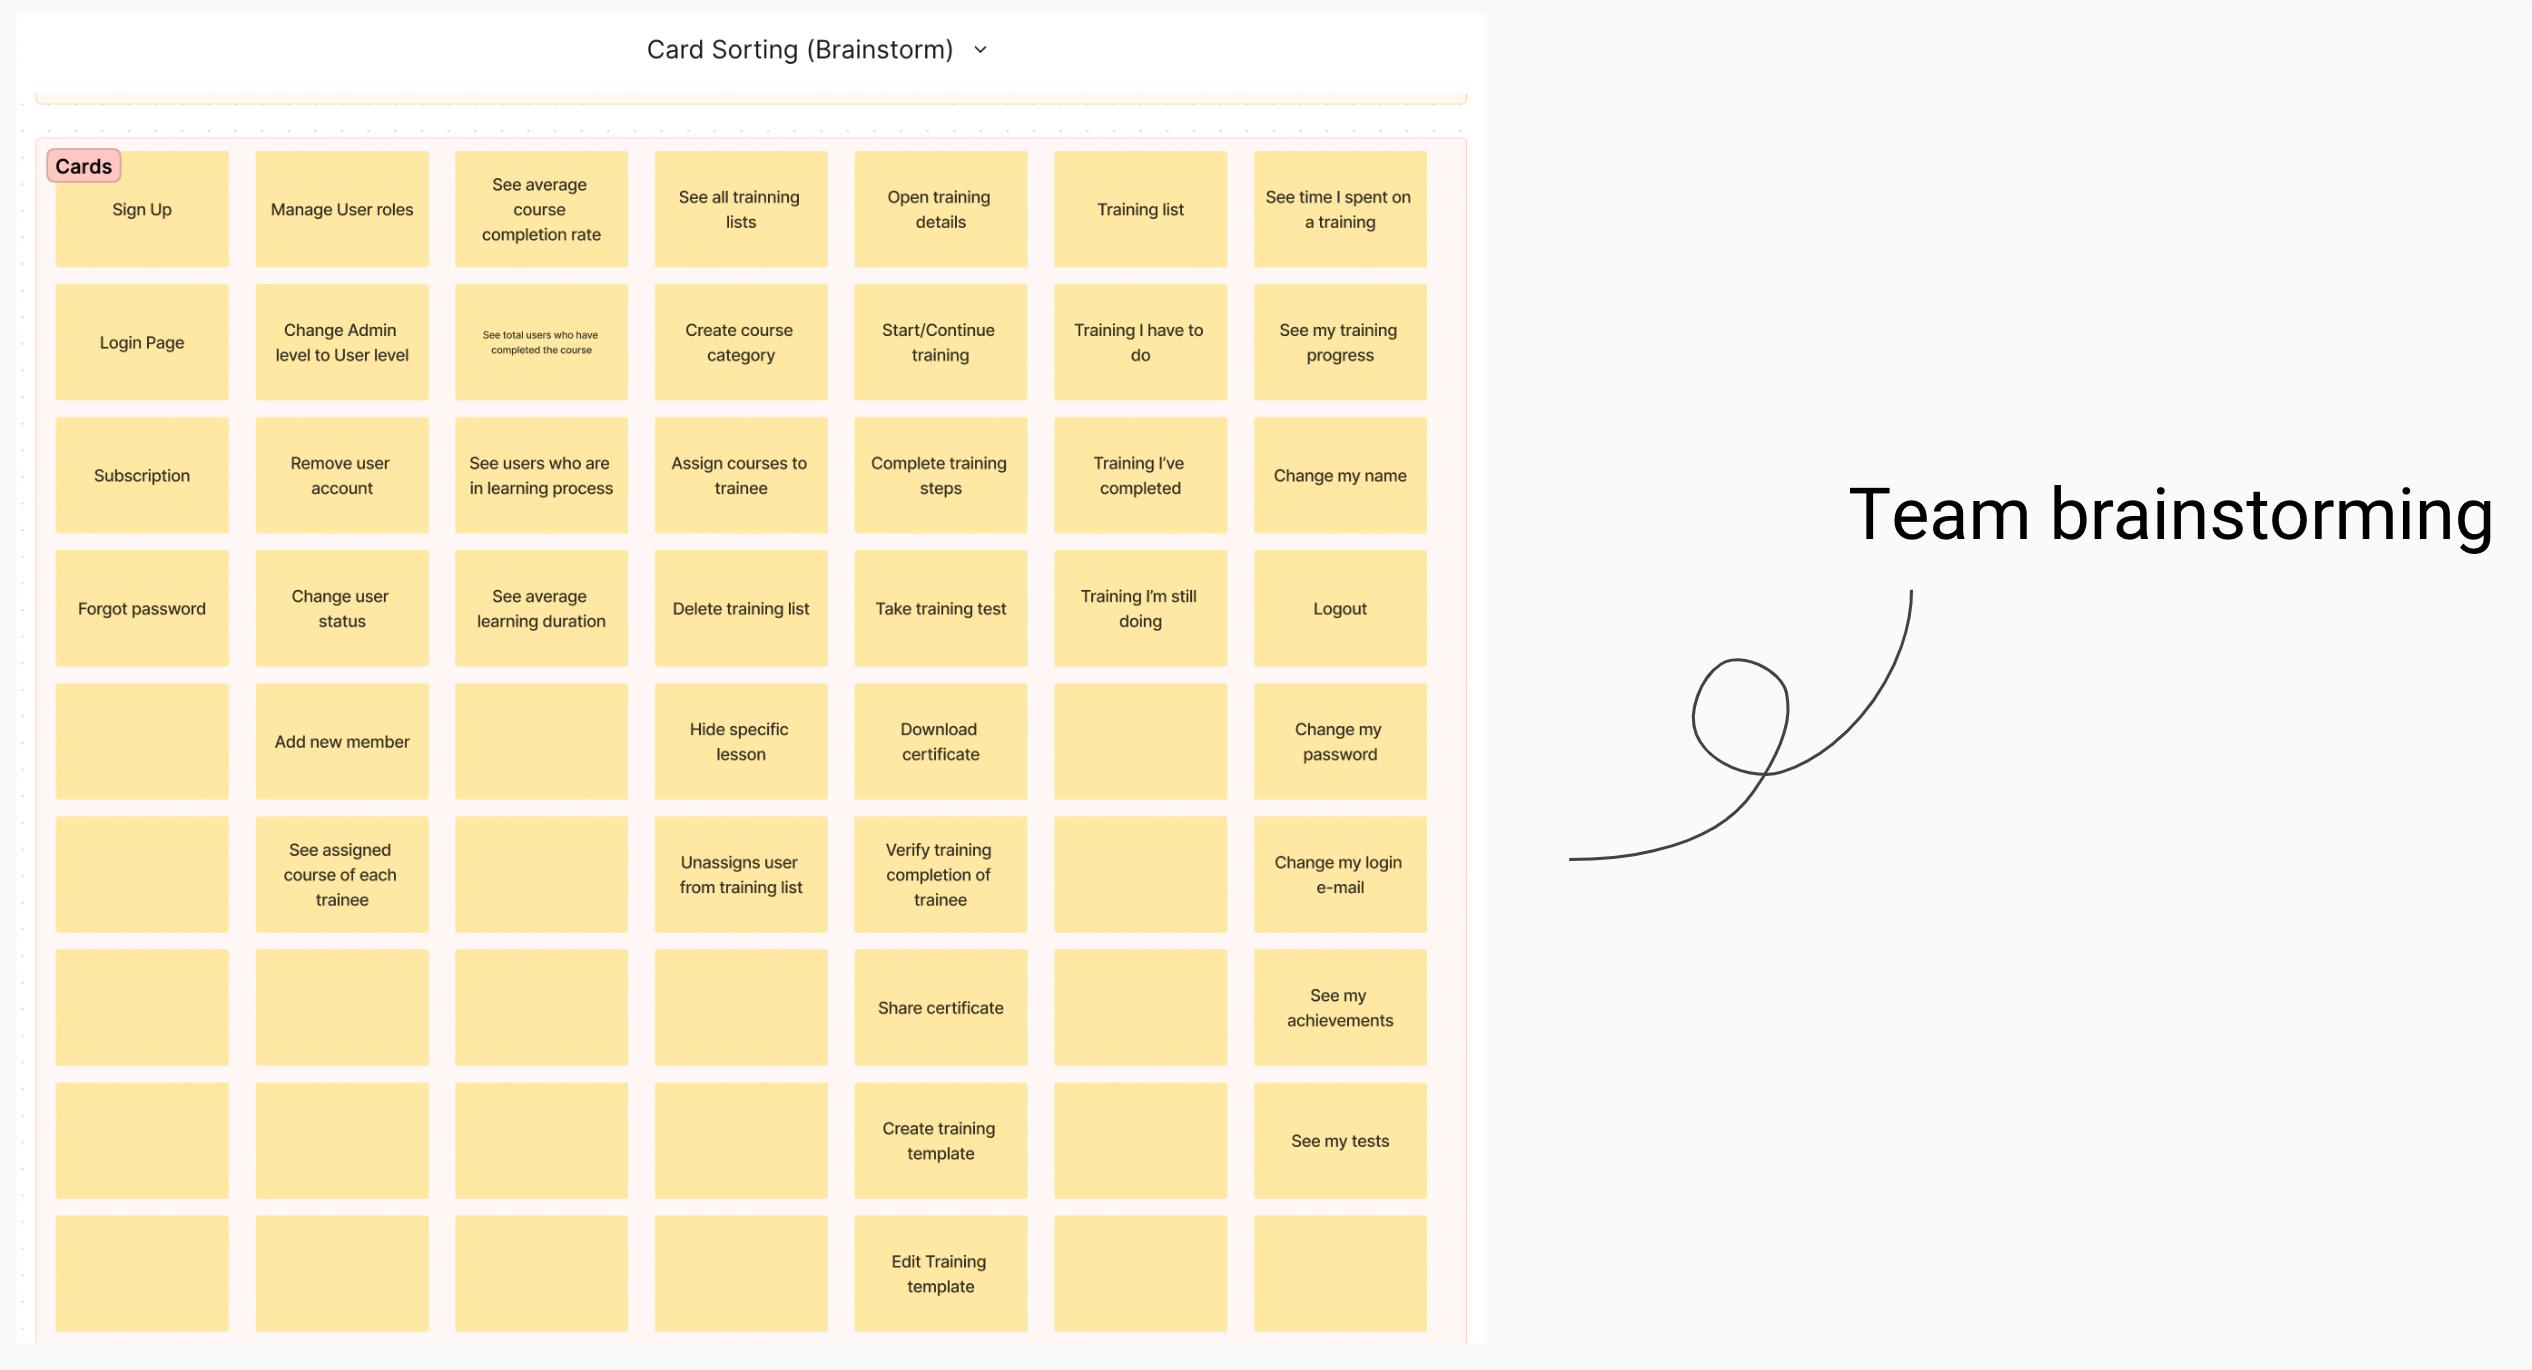 Card Sorting (Brainstorm)
Cards
Sign Up
Manage User roles
See average
course
completion rate
See all trainning
lists
Open training
details
Training list
See time I spent on
a training
Login Page
Change Admin
level to User level
See total users who have
completed the course
Create course
category
Start/Continue
training
Training I have to
do
See my training
progress
Subscription
Remove user
account
See users who are
in learning process
Assign courses to
trainee
Complete training
steps
Training I've
completed
Change my name
Forgot password
Change user
status
See average
learning duration
Delete training list
Take training test
Training I'm still
doing
Logout
Add new member
Hide specific
lesson
Download
certificate
Change my
password
See assigned
course of each
trainee
Unassigns user
from training list
Verify training
completion of
trainee
Change my login
e-mail
Share certificate
See my
achievements
Create training
template
See my tests
Edit Training
template
Team brainstorming